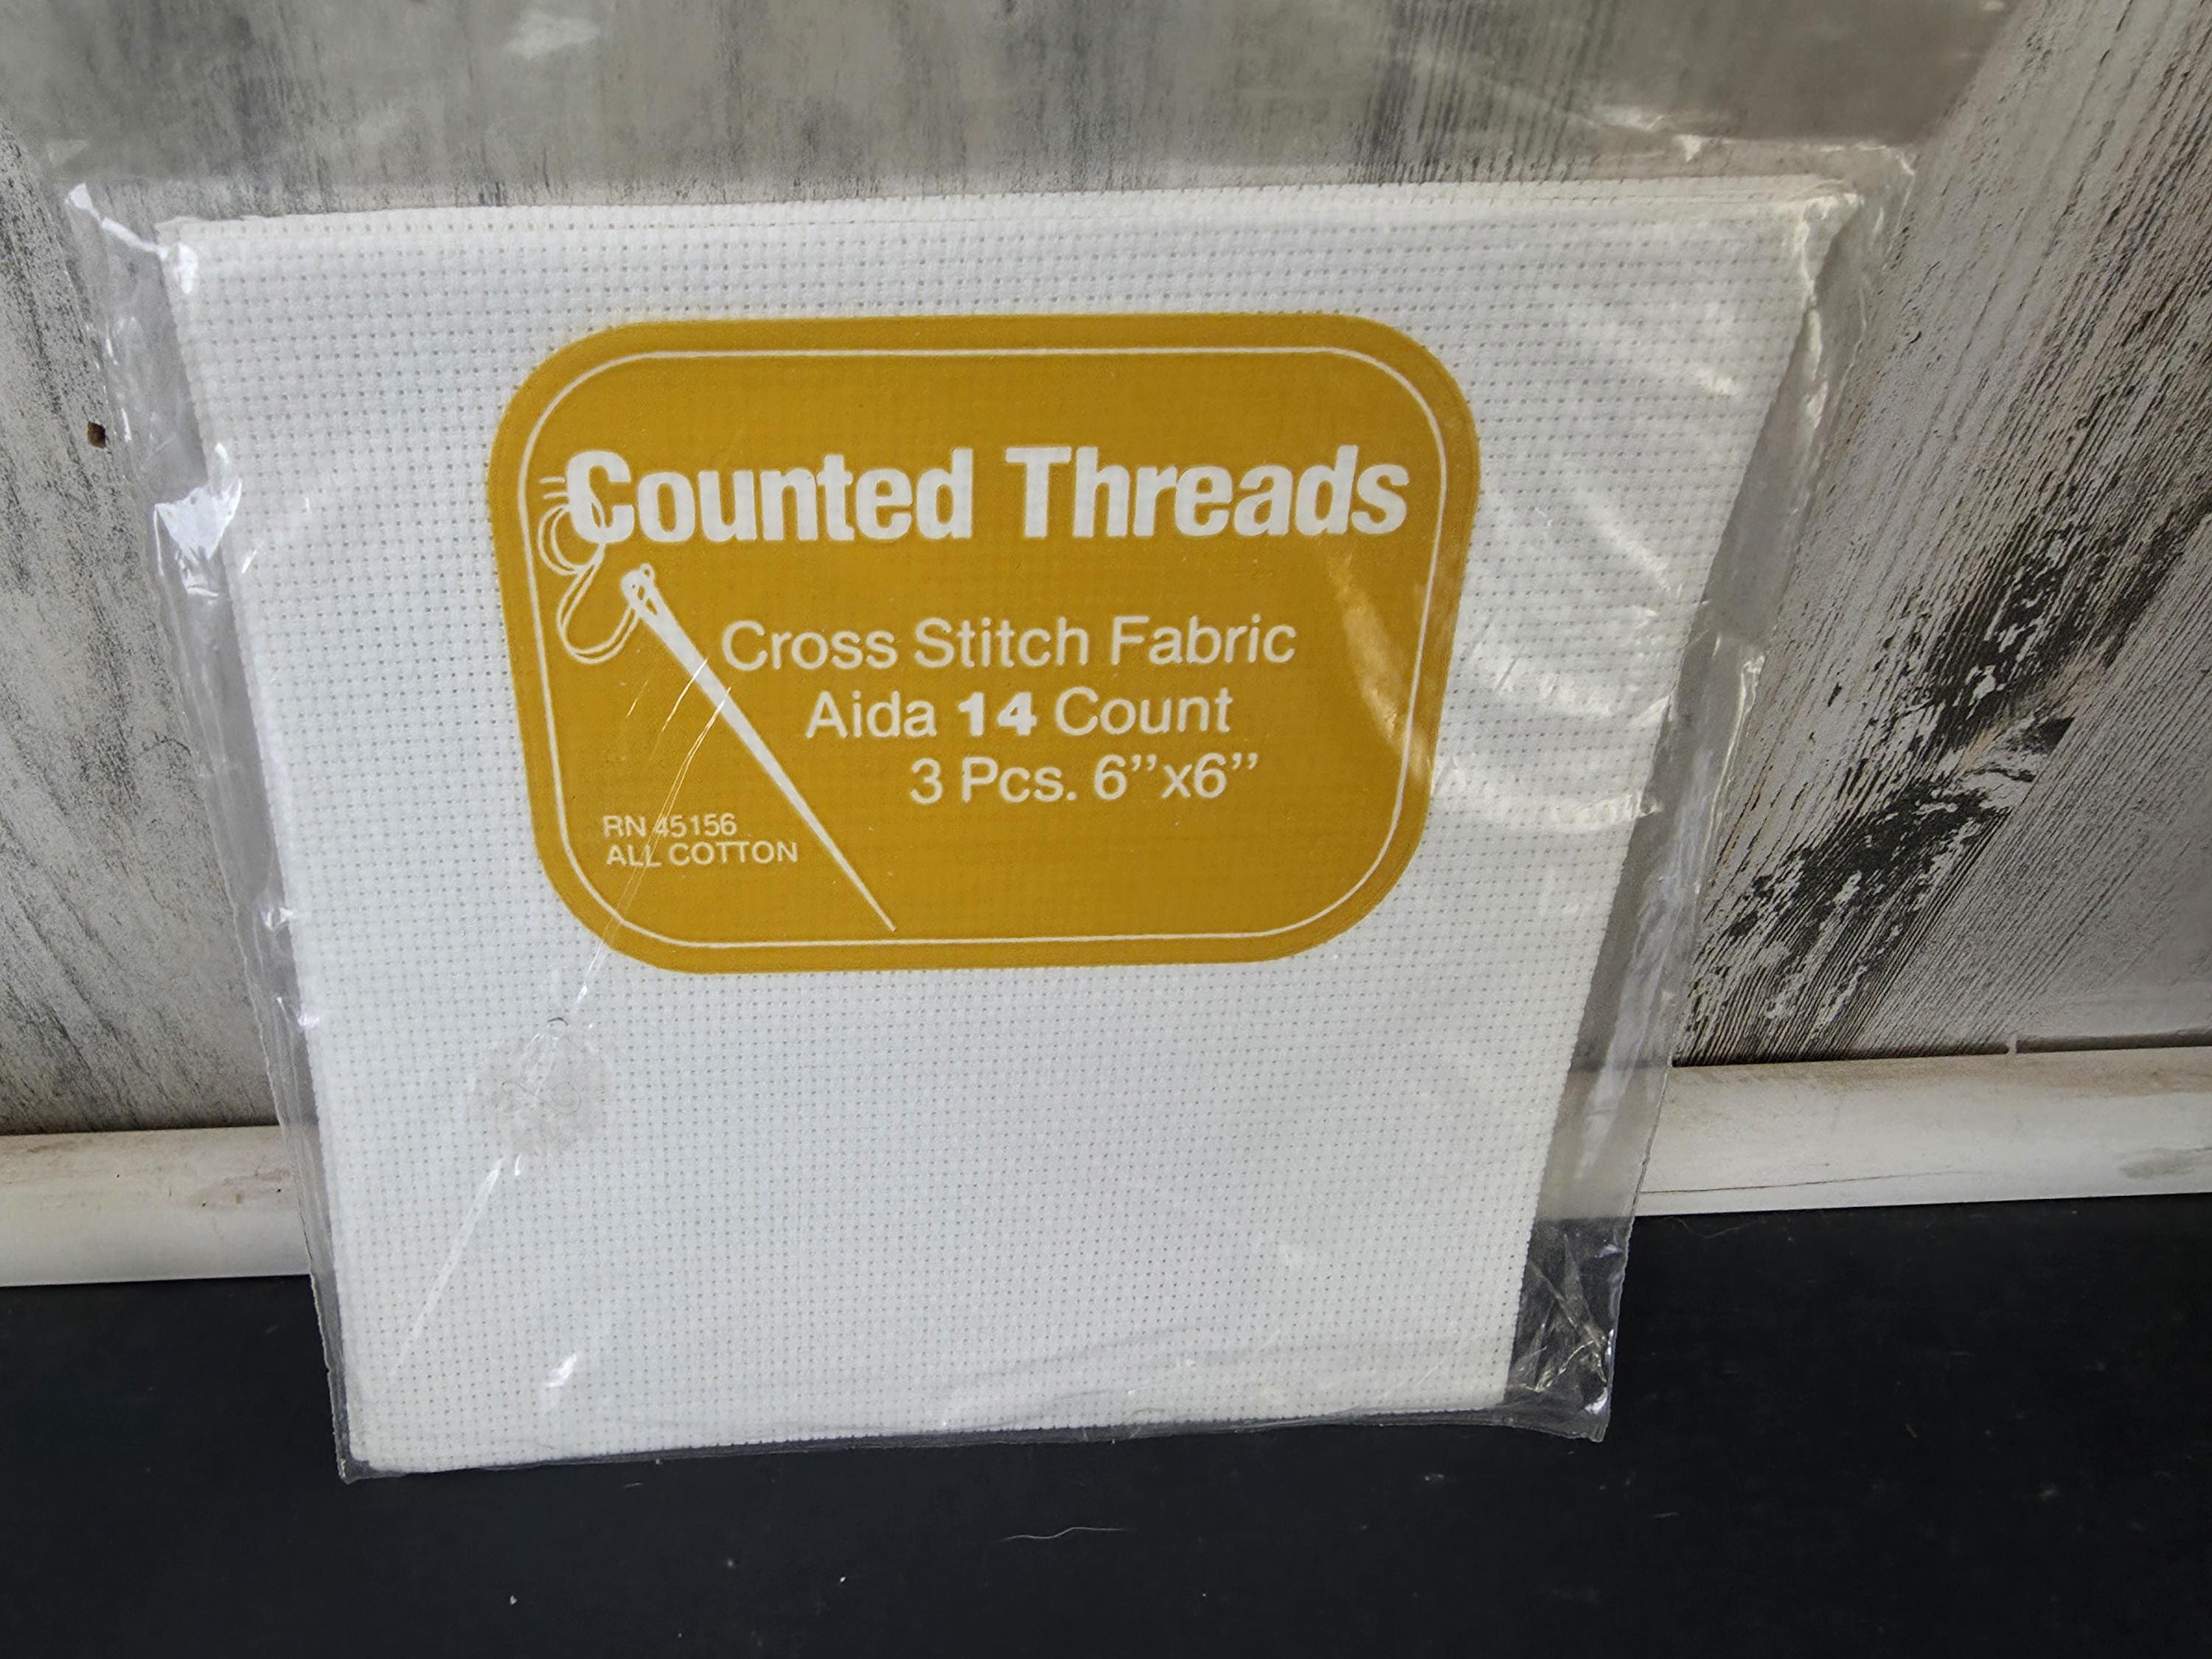 Counted Threads
Cross Stitch Fabric
Aida 14 Count
3 Pcs. 6”x6”
RN 45156
ALL COTTON